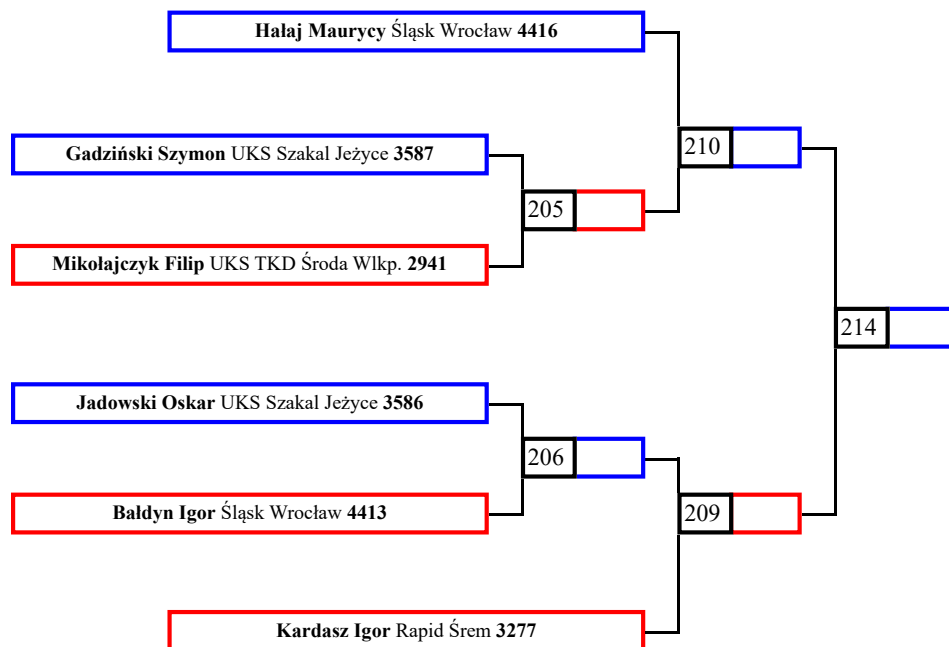 Hałaj Maurycy Śląsk Wrocław 4416
210
Gadziński Szymon UKS Szakal Jeżyce 3587
205
Mikołajczyk Filip UKS TKD Środa Wlkp. 2941
214
Jadowski Oskar UKS Szakal Jeżyce 3586
206
Bałdyn Igor Śląsk Wrocław 4413
209
Kardasz Igor Rapid Śrem 3277